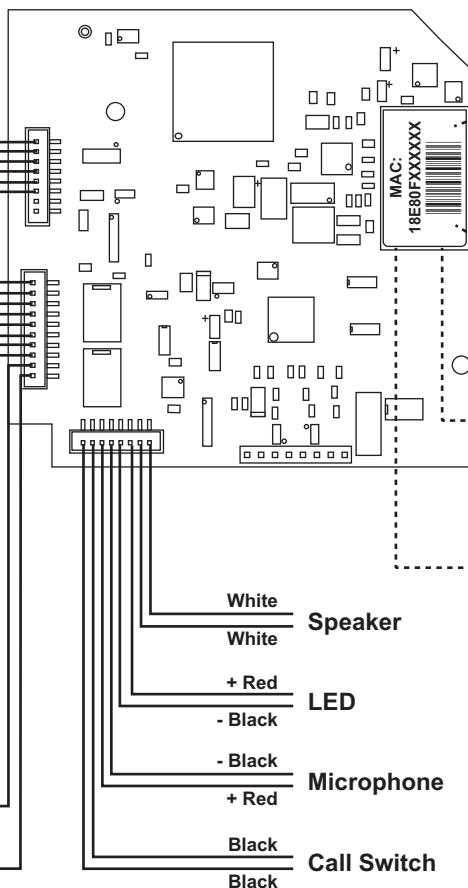 MAC:
18E80FXXXXXX
White
Speaker
White
+ Red
LED
- Black
- Black
Microphone
+ Red
Black
Call Switch
Black